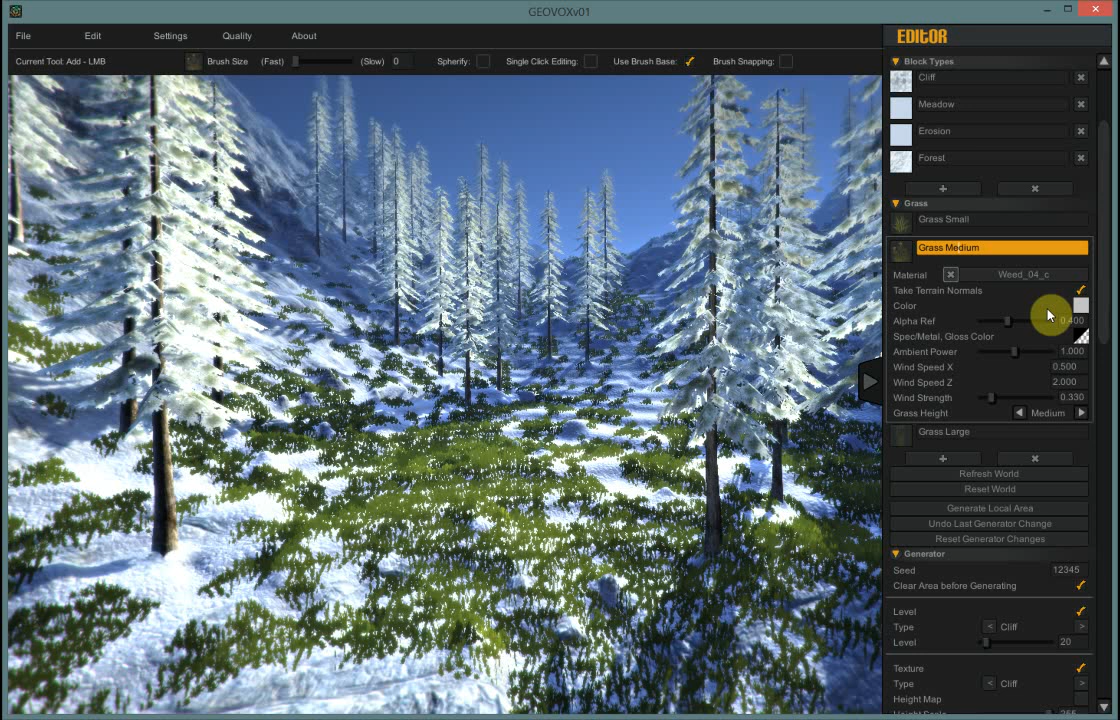 GEOVOXv01
File Edit Settings Quality About
EDITOR
Current Tool: Add - LMB Brush Size (Fast) (Slow) 0 Spherify: Single Click Editing: Use Brush Base: Brush Snapping:
Block Types
Cliff
Meadow
Erosion
Forest
Grass
Grass Small
Grass Medium
Material Weed_04_c
Take Terrain Normals
Color
Alpha Ref 0.400
Spec/Metal, Gloss Color
Ambient Power 1.000
Wind Speed X 0.500
Wind Speed Z 2.000
Wind Strength 0.330
Grass Height Medium
Grass Large
Refresh World
Reset World
Generate Local Area
Undo Last Generator Change
Reset Generator Changes
Generator
Seed 12345
Clear Area before Generating
Level
Type < Cliff >
Level 20
Texture
Type < Cliff >
Height Map
Height Scale 255